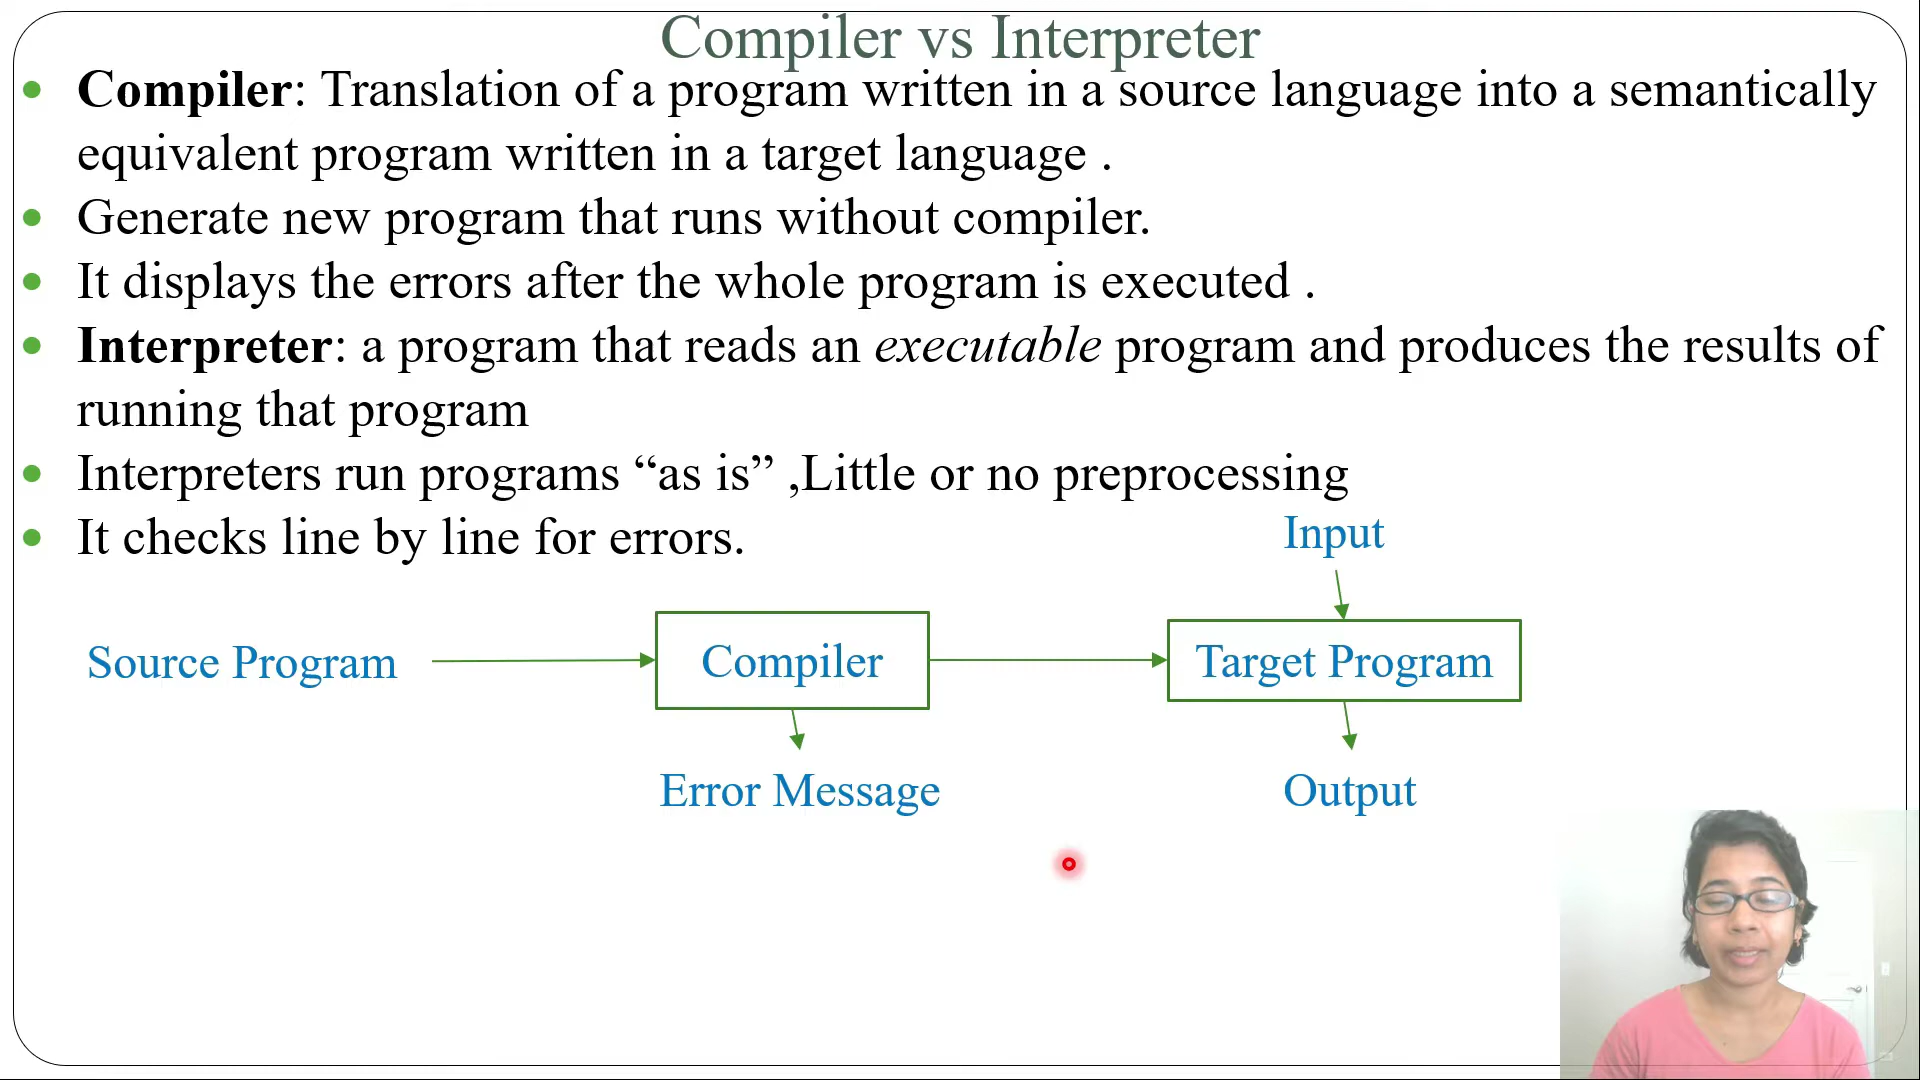 Compiler vs Interpreter
Compiler: Translation of a program written in a source language into a semantically
equivalent program written in a target language .
Generate new program that runs without compiler.
It displays the errors after the whole program is executed .
Interpreter: a program that reads an executable program and produces the results of
running that program
Interpreters run programs “as is” ,Little or no preprocessing
It checks line by line for errors.
Input
Source Program
Compiler
Target Program
Error Message
Output